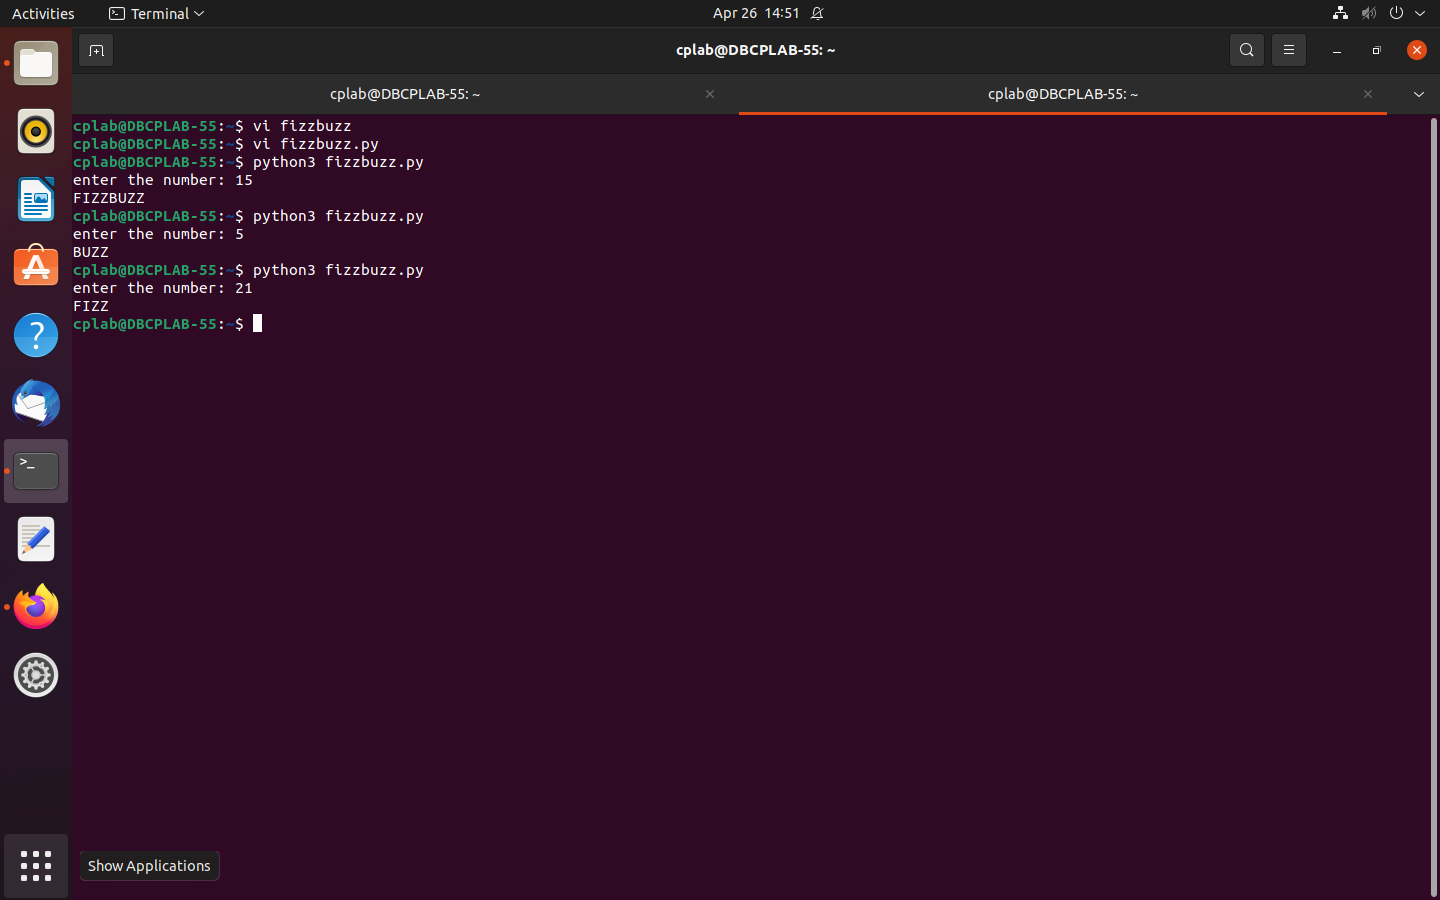 Activities Terminal Apr 26 14:51
cplab@DBCPLAB-55: ~
cplab@DBCPLAB-55: ~ cplab@DBCPLAB-55: ~
cplab@DBCPLAB-55:~$ vi fizzbuzz
cplab@DBCPLAB-55:~$ vi fizzbuzz.py
cplab@DBCPLAB-55:~$ python3 fizzbuzz.py
enter the number: 15
FIZZBUZZ
cplab@DBCPLAB-55:~$ python3 fizzbuzz.py
enter the number: 5
BUZZ
cplab@DBCPLAB-55:~$ python3 fizzbuzz.py
enter the number: 21
FIZZ
cplab@DBCPLAB-55:~$
Show Applications